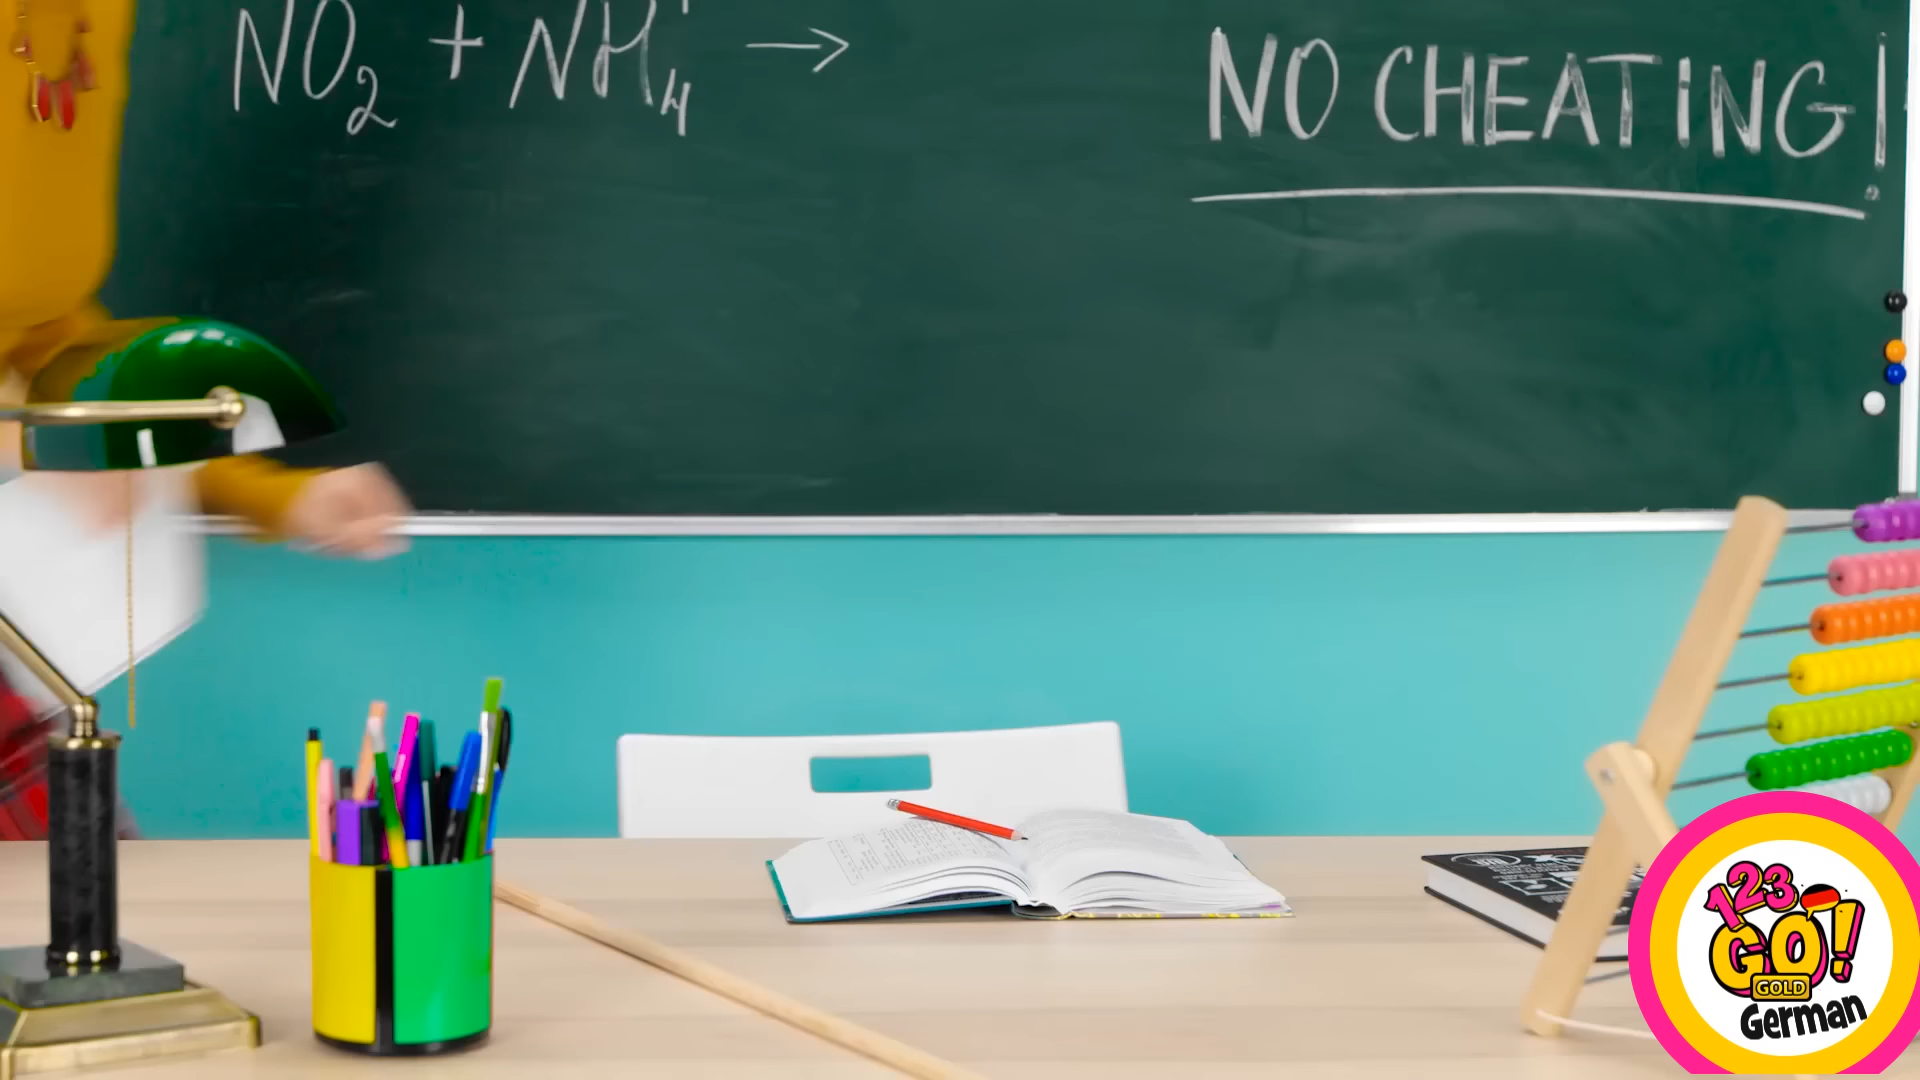 NO₂ + NH₄ →
NO CHEATING!
123
GO!
GOLD
German